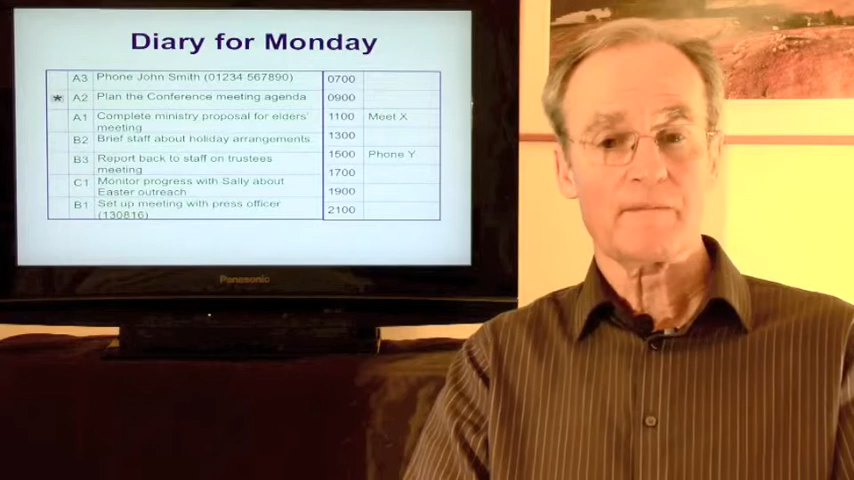 Diary for Monday
A3 Phone John Smith (01234 567890) 0700
* A2 Plan the Conference meeting agenda 0900
A1 Complete ministry proposal for elders' 1100 Meet X
meeting
B2 Brief staff about holiday arrangements 1300
B3 Report back to staff on trustees 1500 Phone Y
meeting 1700
C1 Monitor progress with Sally about
Easter outreach 1900
B1 Set up meeting with press officer
(130816) 2100
Panasonic